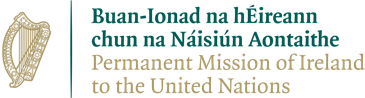 Buan-Ionad na hÉireann
chun na Náisiún Aontaithe
Permanent Mission of Ireland
to the United Nations